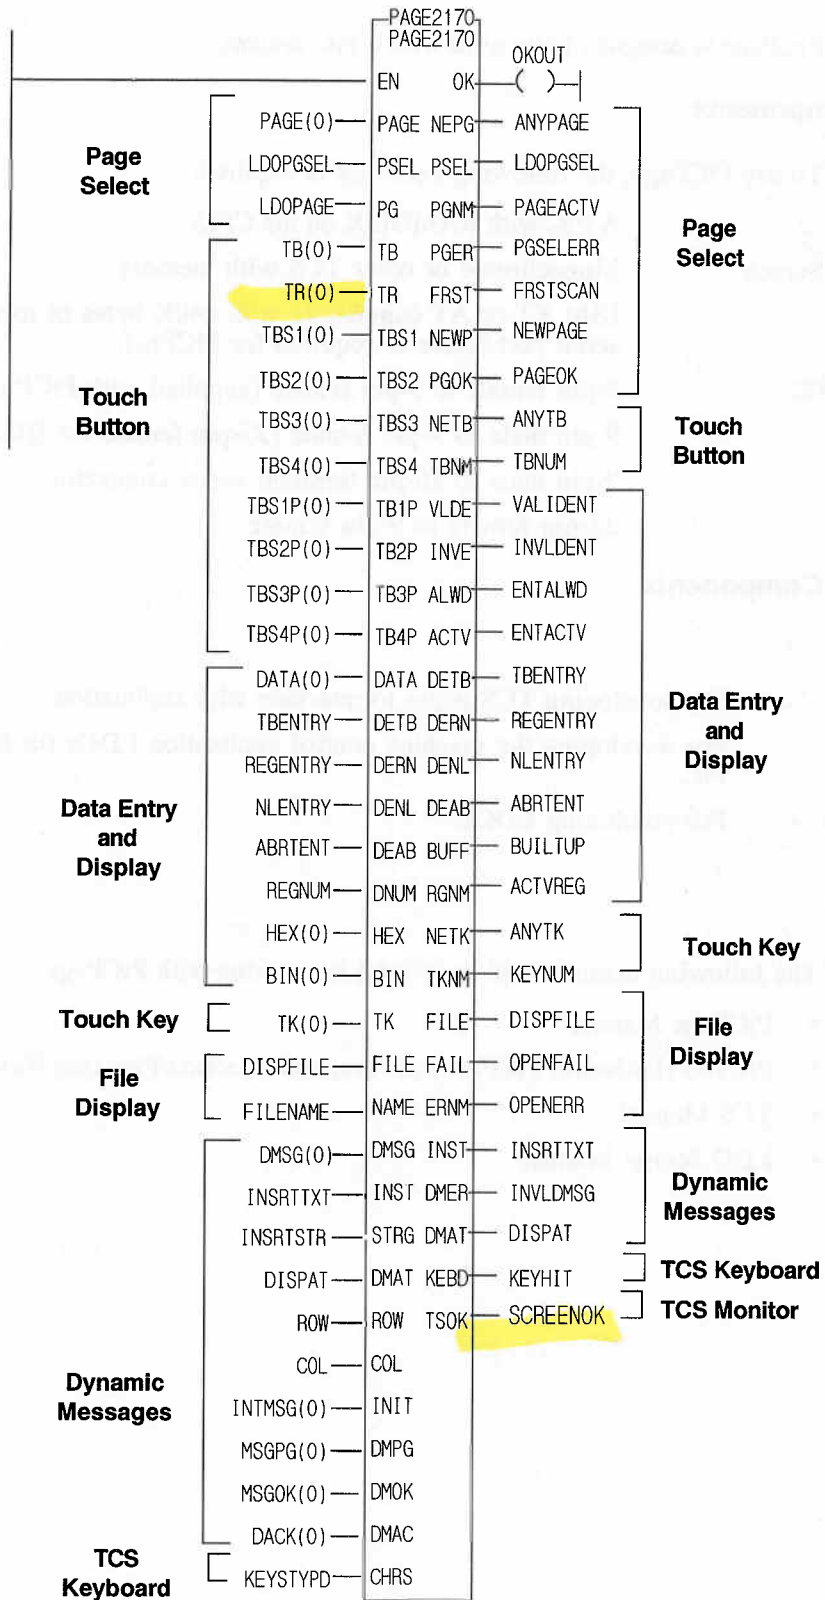 PAGE2170
PAGE2170
OKOUT
EN OK ( )
PAGE(0) PAGE NEPG ANYPAGE
Page Select
LDOPGSEL PSEL PSEL LDOPGSEL
LDOPAGE PG PGNM PAGEACTV
Page Select
TB(0) TB PGER PGSELERR
TR(0) TR FRST FRSTSCAN
TBS1(0) TBS1 NEWP NEWPAGE
TBS2(0) TBS2 PGOK PAGEOK
Touch Button
TBS3(0) TBS3 NETB ANYTB
Touch Button
TBS4(0) TBS4 TBNM TBNUM
TBS1P(0) TB1P VLDE VALIDENT
TBS2P(0) TB2P INVE INVLDENT
TBS3P(0) TB3P ALWD ENTALWD
TBS4P(0) TB4P ACTV ENTACTV
DATA(0) DATA DETB TBENTRY
TBENTRY DETB DERN REGENTRY
Data Entry and Display
REGENTRY DERN DENL NLENTRY
NLENTRY DENL DEAB ABRTENT
Data Entry and Display
ABRTENT DEAB BUFF BUILTUP
REGNUM DNUM RGNM ACTVREG
HEX(0) HEX NETK ANYTK
Touch Key
BIN(0) BIN TKNM KEYNUM
Touch Key
TK(0) TK FILE DISPFILE
File Display
DISPFILE FILE FAIL OPENFAIL
File Display
FILENAME NAME ERNM OPENERR
DMSG(0) DMSG INST INSRTTXT
INSRTTXT INST DMER INVLDMSG
Dynamic Messages
INSRTSTR STRG DMAT DISPAT
DISPAT DMAT KEBD KEYHIT
TCS Keyboard
ROW ROW TSOK SCREENOK
TCS Monitor
COL COL
Dynamic Messages
INTMSG(0) INIT
MSGPG(0) DMPG
MSGOK(0) DMOK
DACK(0) DMAC
TCS Keyboard
KEYSTYPD CHRS